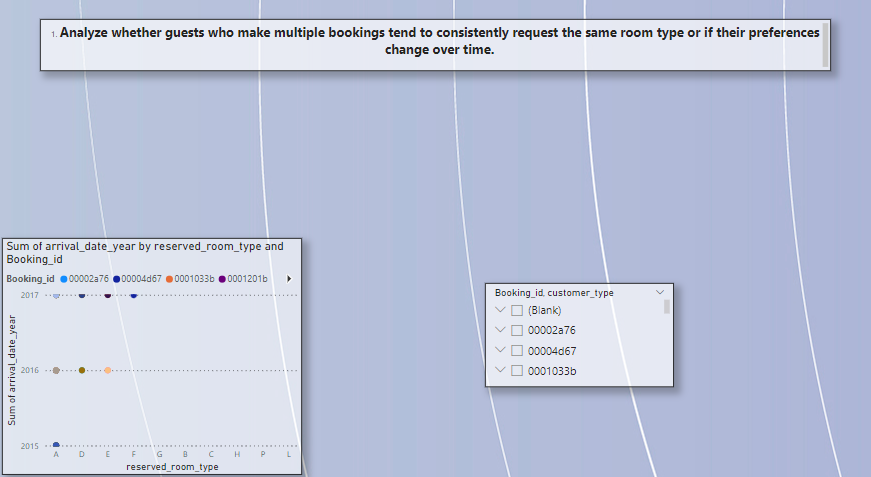 1. Analyze whether guests who make multiple bookings tend to consistently request the same room type or if their preferences
change over time.
Sum of arrival_date_year by reserved_room_type and
Booking_id
Booking_id 00002a76 00004d67 0001033b 0001201b
2017
2016
2015
Sum of arrival_date_year
A D E F G B C H P L
reserved_room_type
Booking_id, customer_type
(Blank)
00002a76
00004d67
0001033b